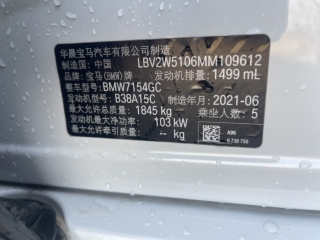 华晨宝马汽车有限公司制造
制造国：中国 LBV2W5106MM109612
品牌：宝马(BMW)牌 发动机排量：1499 mL
整车型号：BMW7154GC
发动机型号：B38A15C 制造年月：2021-06
最大允许总质量：1845 kg 乘坐人数：5
发动机最大净功率：103 kW
最大允许牵引质量：-- kg
A96